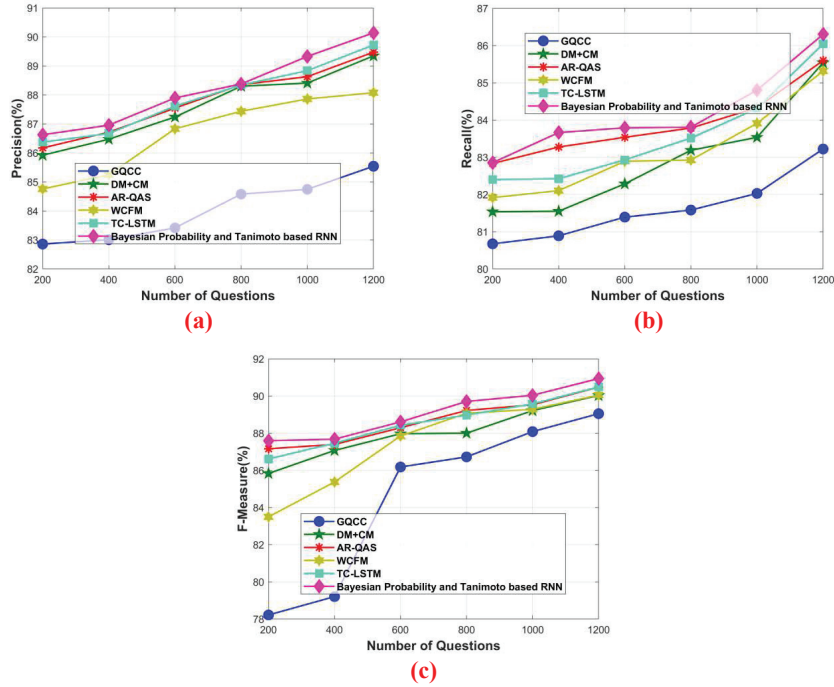 91
90
89
88
87
86
85
84
83
82
Precision(%)
GQCC
DM+CM
AR-QAS
WCFM
TC-LSTM
Bayesian Probability and Tanimoto based RNN
200 400 600 800 1000 1200
Number of Questions
(a)
87
86
85
84
83
82
81
80
Recall(%)
GQCC
DM+CM
AR-QAS
WCFM
TC-LSTM
Bayesian Probability and Tanimoto based RNN
200 400 600 800 1000 1200
Number of Questions
(b)
92
90
88
86
84
82
80
78
F-Measure(%)
GQCC
DM+CM
AR-QAS
WCFM
TC-LSTM
Bayesian Probability and Tanimoto based RNN
200 400 600 800 1000 1200
Number of Questions
(c)